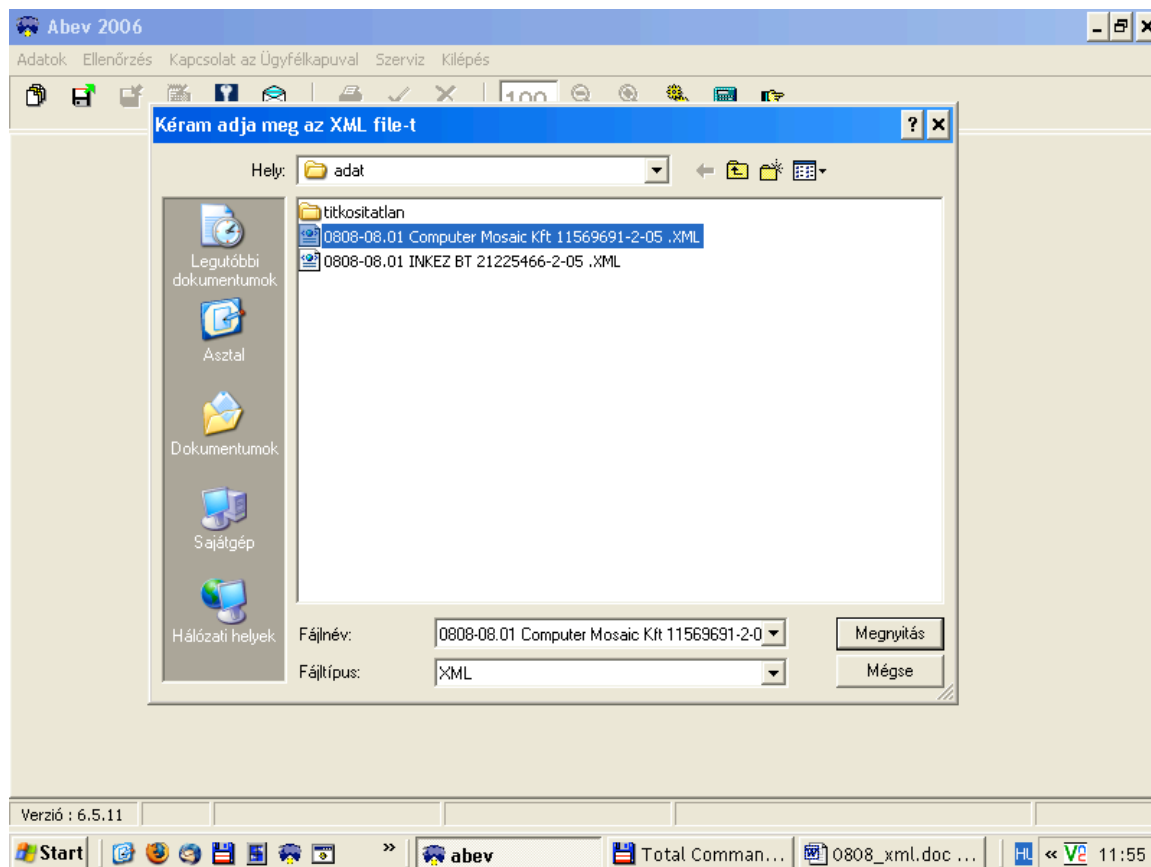 Abev 2006
Adatok Ellenőrzés Kapcsolat az Ügyfélkapuval Szerviz Kilépés
100
Kéram adja meg az XML file-t
Hely: adat
titkositatlan
0808-08.01 Computer Mosaic Kft 11569691-2-05 .XML
0808-08.01 INKEZ BT 21225466-2-05 .XML
Legutóbbi
dokumentumok
Asztal
Dokumentumok
Sajátgép
Hálózati helyek
Fájlnév: 0808-08.01 Computer Mosaic Kft 11569691-2-0 Megnyitás
Fájltípus: XML Mégse
Verzió : 6.5.11
Start » abev Total Comman... 0808_xml.doc ... HU « 11:55